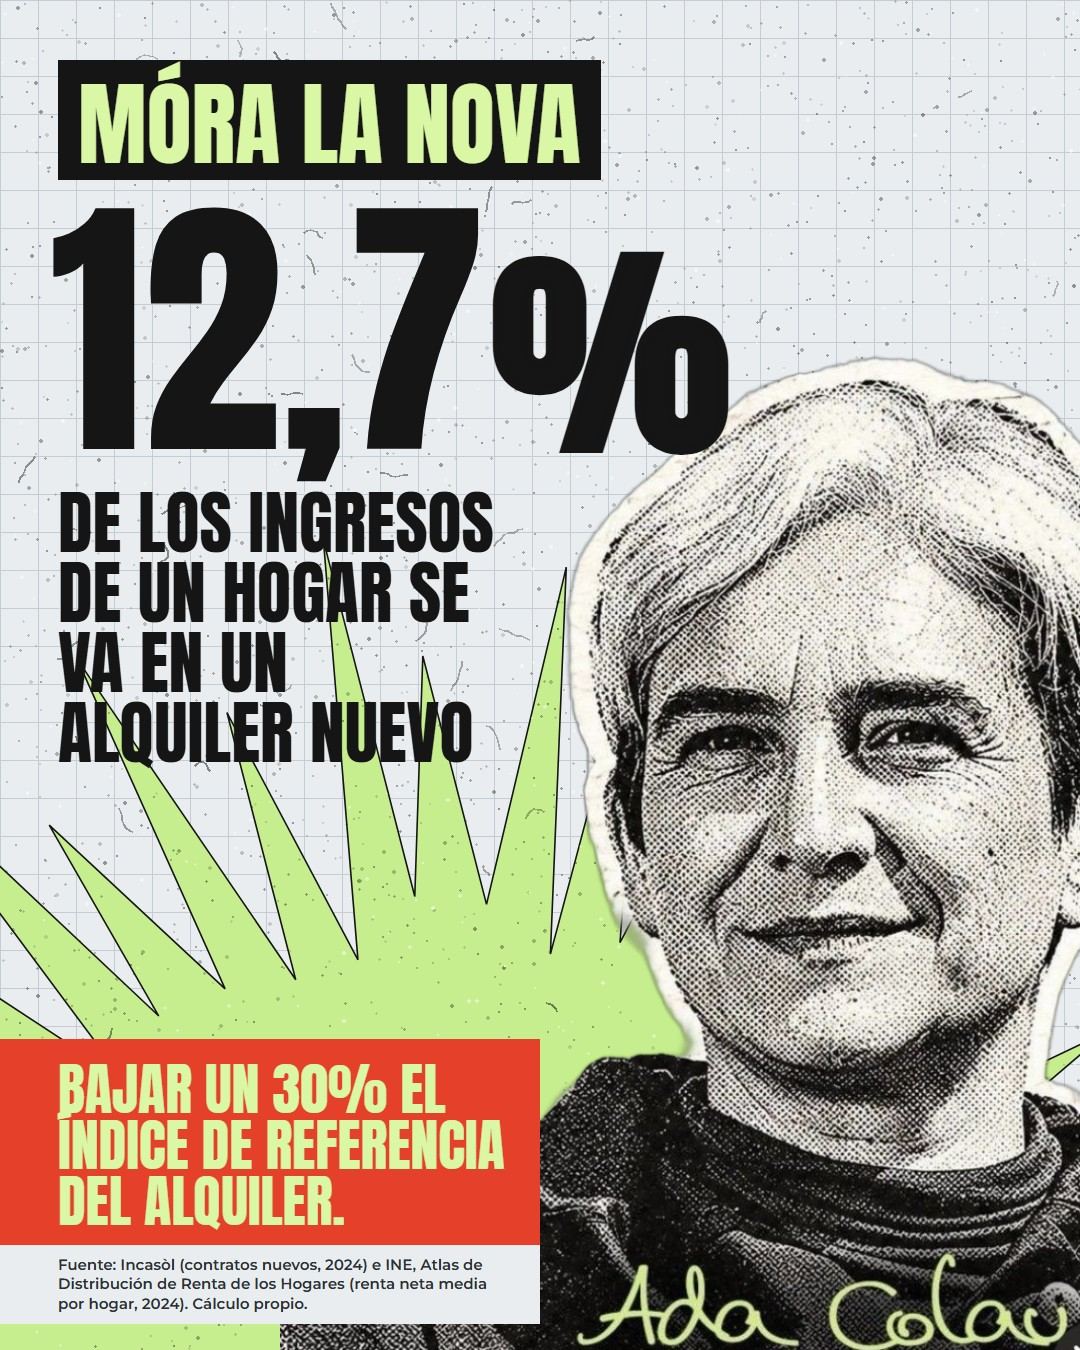 MÓRA LA NOVA
12,7%
DE LOS INGRESOS
DE UN HOGAR SE
VA EN UN
ALQUILER NUEVO
BAJAR UN 30% EL
ÍNDICE DE REFERENCIA
DEL ALQUILER.
Fuente: Incasòl (contratos nuevos, 2024) e INE, Atlas de
Distribución de Renta de los Hogares (renta neta media
por hogar, 2024). Cálculo propio.
Ada Colau